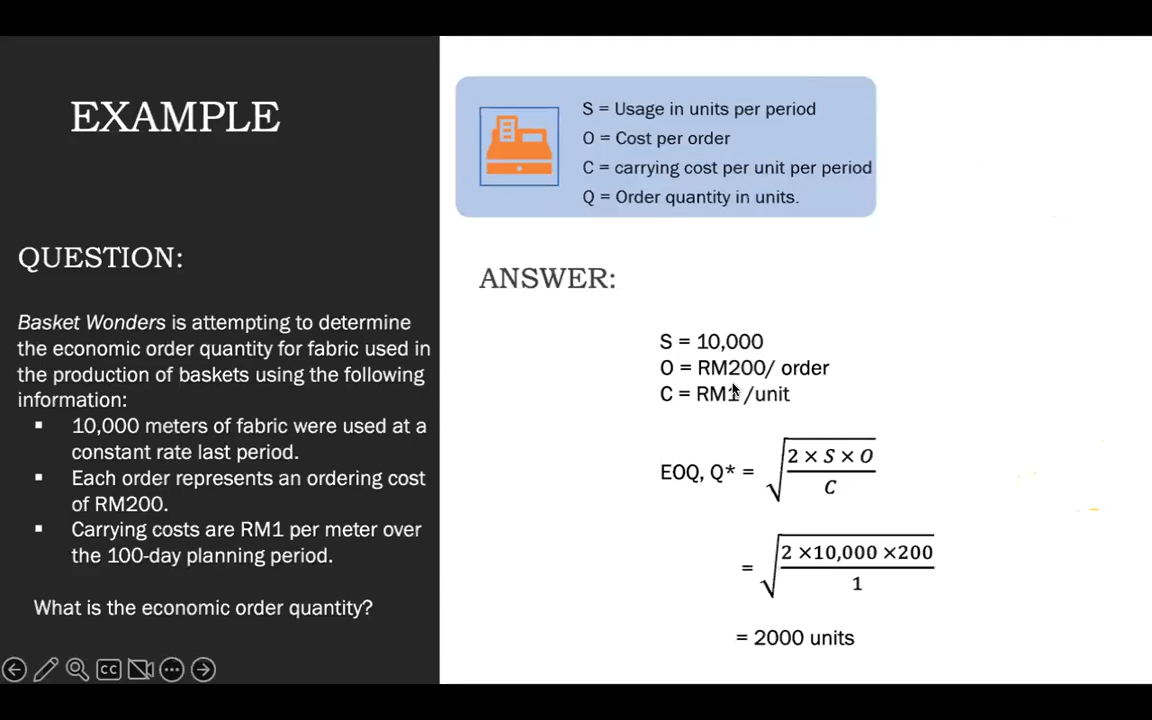 EXAMPLE
QUESTION:
Basket Wonders is attempting to determine
the economic order quantity for fabric used in
the production of baskets using the following
information:
▪ 10,000 meters of fabric were used at a
constant rate last period.
▪ Each order represents an ordering cost
of RM200.
▪ Carrying costs are RM1 per meter over
the 100-day planning period.
What is the economic order quantity?
S = Usage in units per period
O = Cost per order
C = carrying cost per unit per period
Q = Order quantity in units.
ANSWER:
S = 10,000
O = RM200/ order
C = RM1/unit
EOQ, Q* = √(2 × S × O / C)
= √(2 ×10,000 ×200 / 1)
= 2000 units
CC